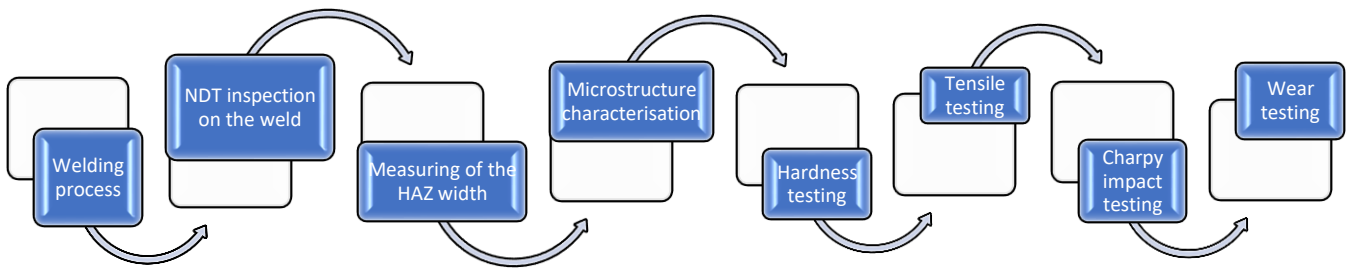 Welding
process
NDT inspection
on the weld
Measuring of the
HAZ width
Microstructure
characterisation
Hardness
testing
Tensile
testing
Charpy
impact
testing
Wear
testing